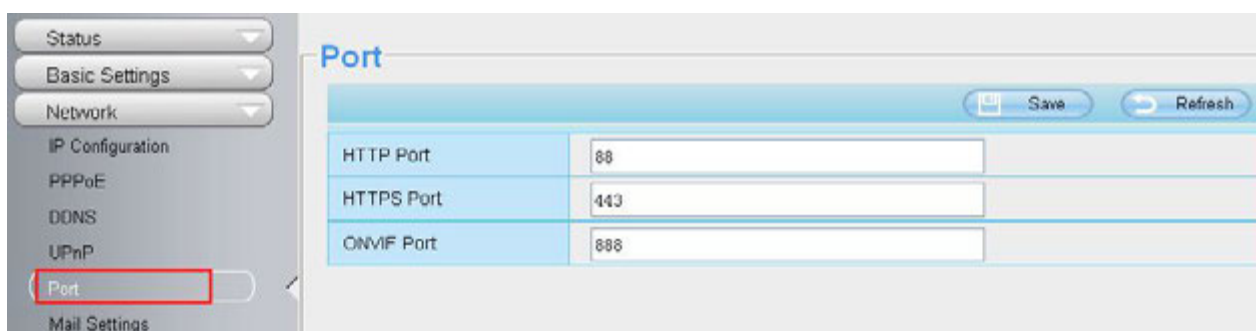 Status
Basic Settings
Network
IP Configuration
PPPoE
DDNS
UPnP
Port
Mail Settings
Port
Save Refresh
HTTP Port 88
HTTPS Port 443
ONVIF Port 888